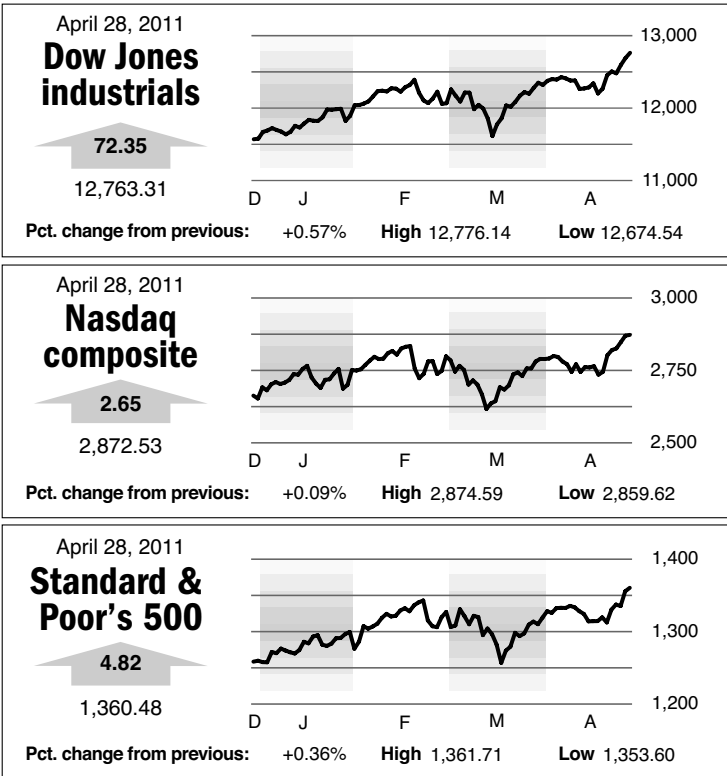 April 28, 2011
Dow Jones
industrials
72.35
12,763.31
13,000
12,000
11,000
D J F M A
Pct. change from previous: +0.57% High 12,776.14 Low 12,674.54
April 28, 2011
Nasdaq
composite
2.65
2,872.53
3,000
2,750
2,500
D J F M A
Pct. change from previous: +0.09% High 2,874.59 Low 2,859.62
April 28, 2011
Standard &
Poor's 500
4.82
1,360.48
1,400
1,300
1,200
D J F M A
Pct. change from previous: +0.36% High 1,361.71 Low 1,353.60